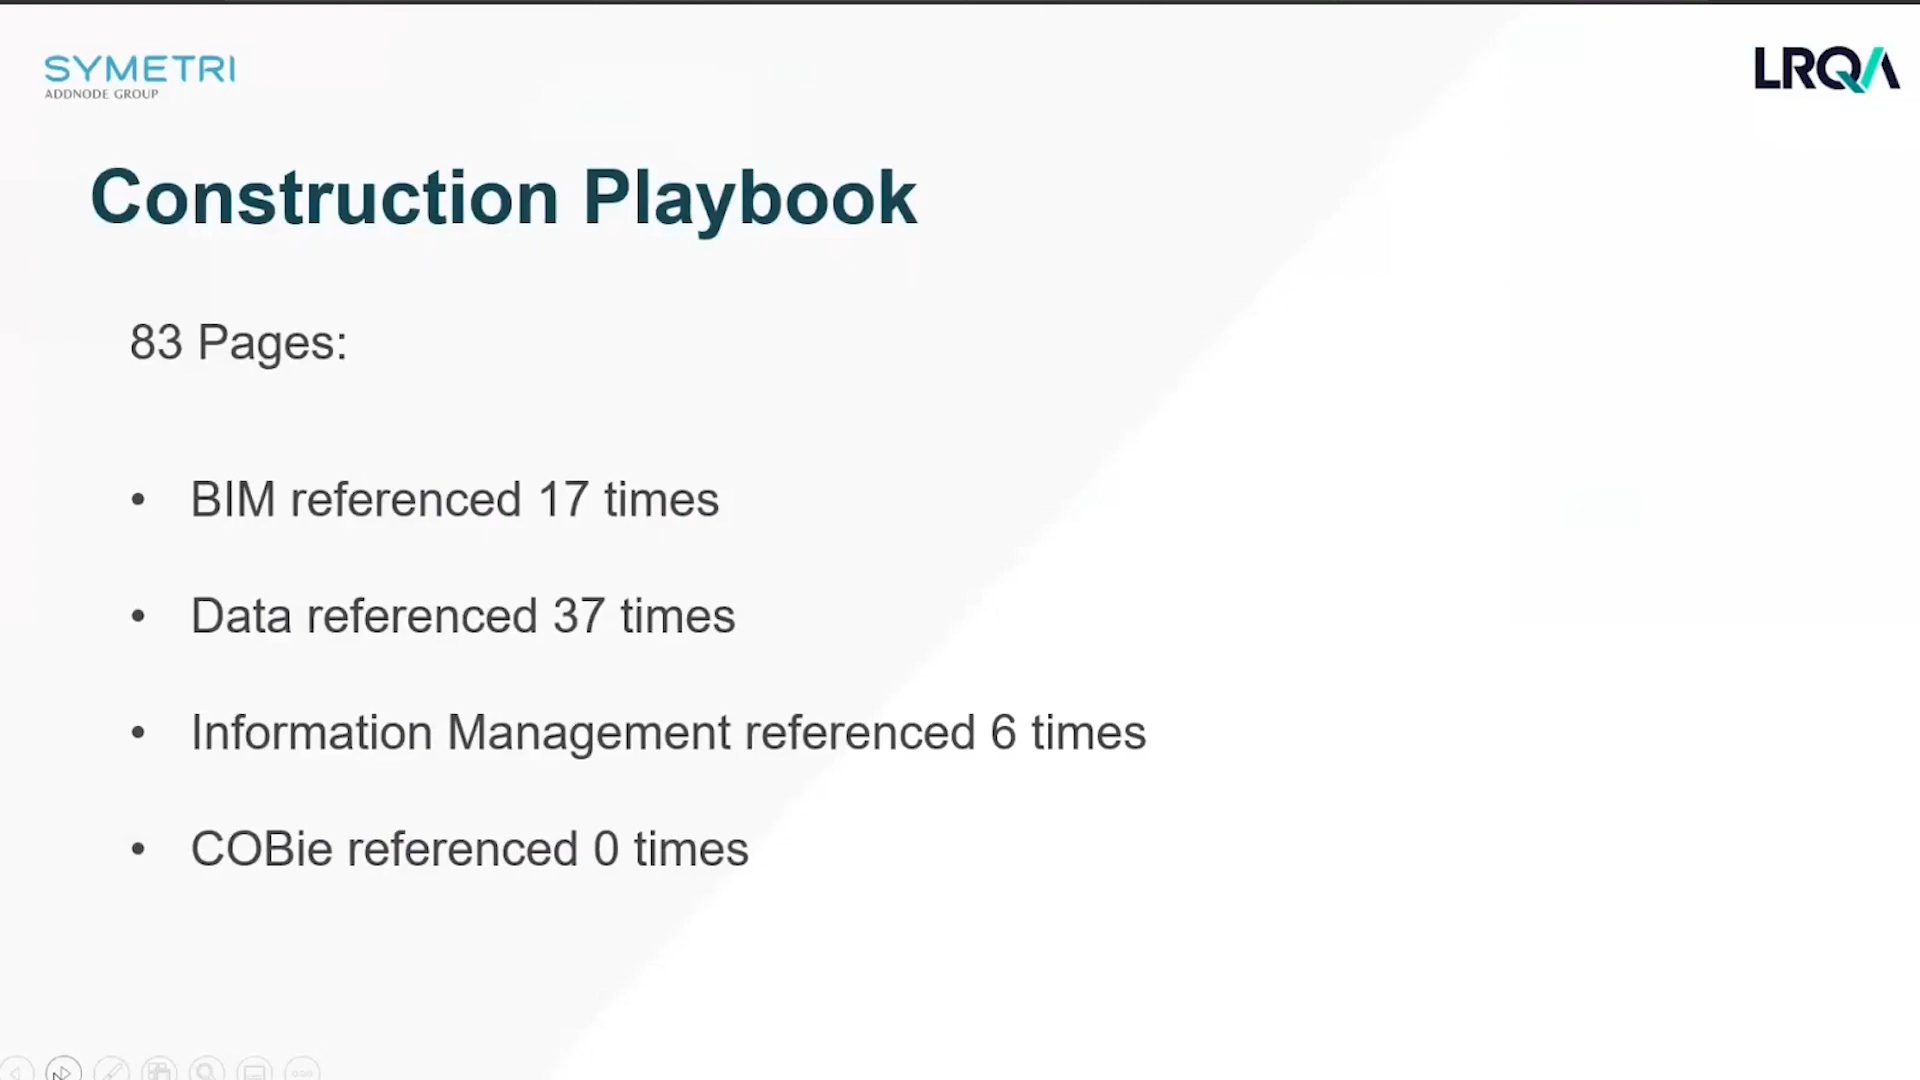 SYMETRI
ADDNODE GROUP
LRQA
Construction Playbook
83 Pages:
• BIM referenced 17 times
• Data referenced 37 times
• Information Management referenced 6 times
• COBie referenced 0 times